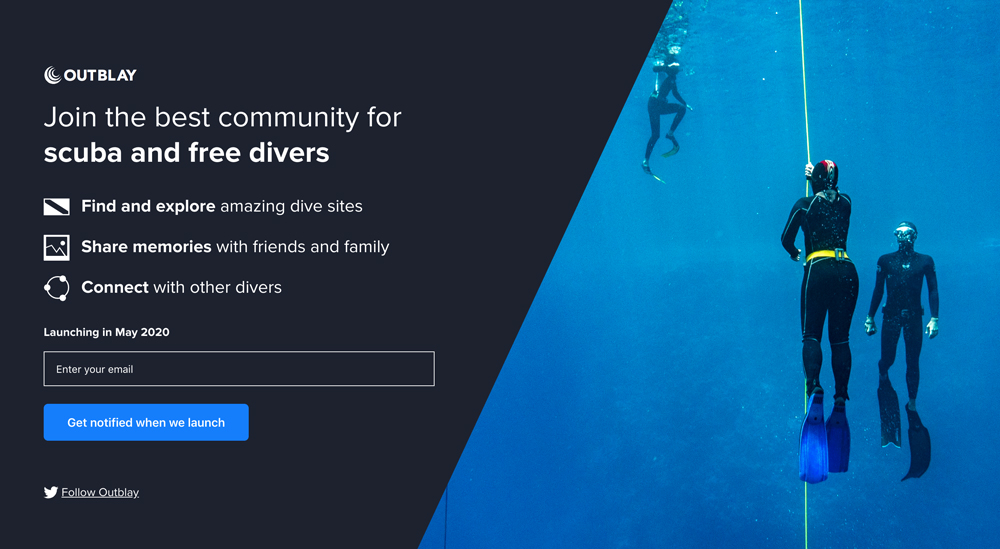 OUTBLAY
Join the best community for
scuba and free divers
Find and explore amazing dive sites
Share memories with friends and family
Connect with other divers
Launching in May 2020
Enter your email
Get notified when we launch
Follow Outblay